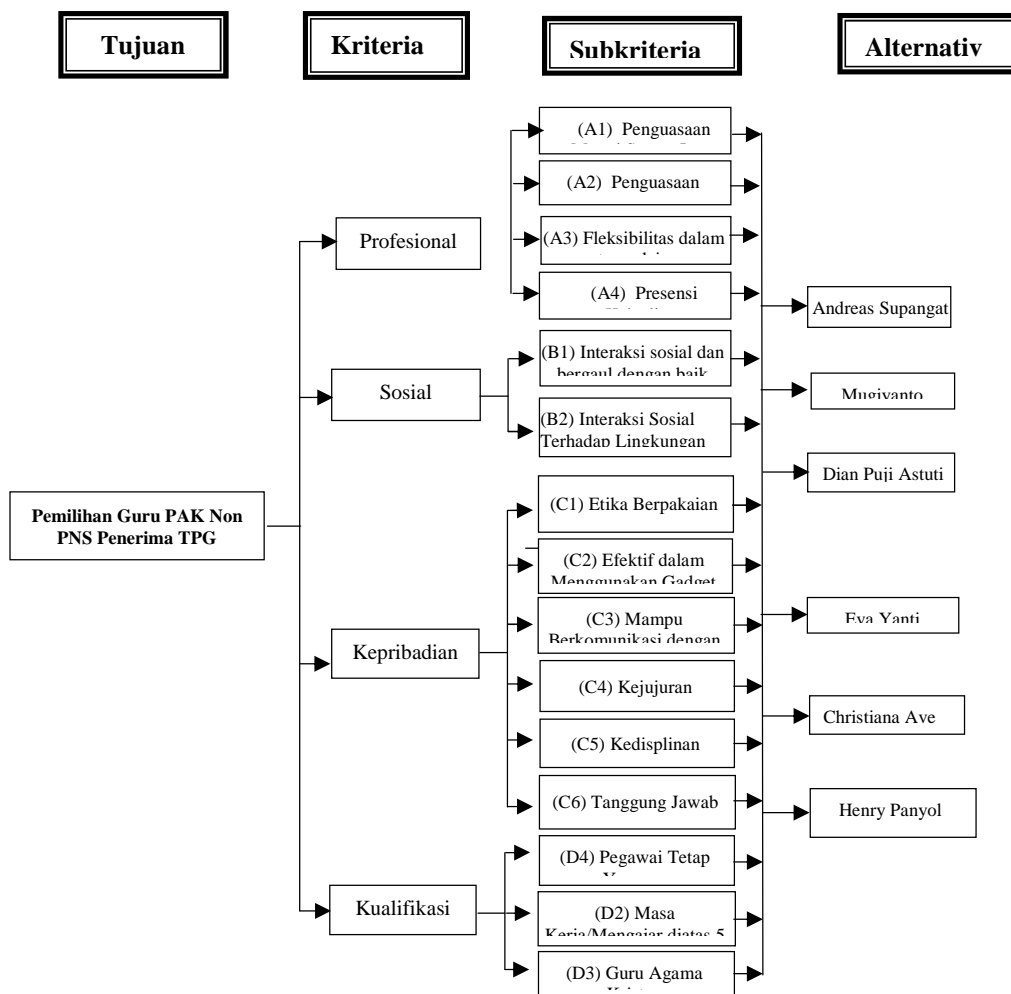 Tujuan
Kriteria
Subkriteria
Alternativ
Pemilihan Guru PAK Non
PNS Penerima TPG
Profesional
Sosial
Kepribadian
Kualifikasi
(A1) Penguasaan
(A2) Penguasaan
(A3) Fleksibilitas dalam
(A4) Presensi
(B1) Interaksi sosial dan
bergaul dengan baik
(B2) Interaksi Sosial
Terhadap Lingkungan
(C1) Etika Berpakaian
(C2) Efektif dalam
Menggunakan Gadget
(C3) Mampu
Berkomunikasi dengan
(C4) Kejujuran
(C5) Kedisplinan
(C6) Tanggung Jawab
(D4) Pegawai Tetap
(D2) Masa
Kerja/Mengajar diatas 5
(D3) Guru Agama
Andreas Supangat
Mugiyanto
Dian Puji Astuti
Eva Yanti
Christiana Ave
Henry Panyol